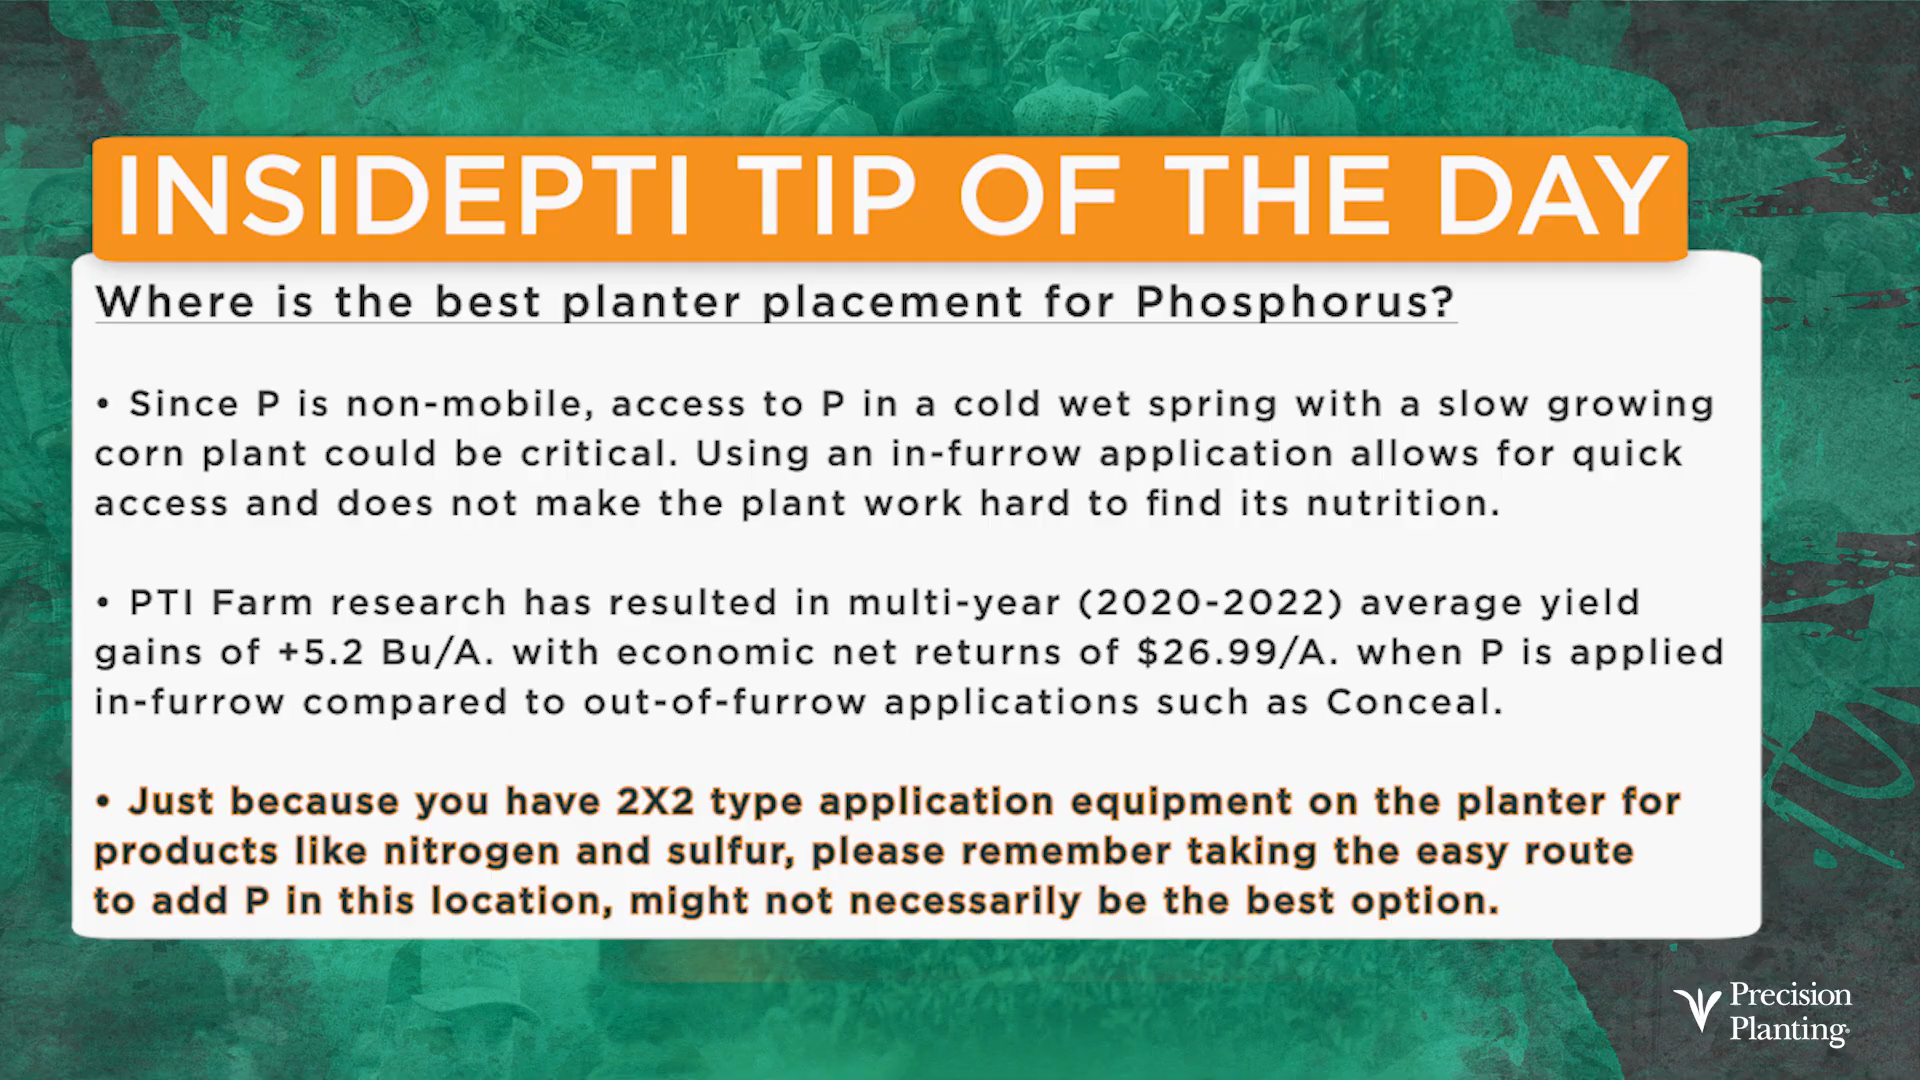 INSIDEPTI TIP OF THE DAY
Where is the best planter placement for Phosphorus?
• Since P is non-mobile, access to P in a cold wet spring with a slow growing
corn plant could be critical. Using an in-furrow application allows for quick
access and does not make the plant work hard to find its nutrition.
• PTI Farm research has resulted in multi-year (2020-2022) average yield
gains of +5.2 Bu/A. with economic net returns of $26.99/A. when P is applied
in-furrow compared to out-of-furrow applications such as Conceal.
• Just because you have 2X2 type application equipment on the planter for
products like nitrogen and sulfur, please remember taking the easy route
to add P in this location, might not necessarily be the best option.
Precision
Planting